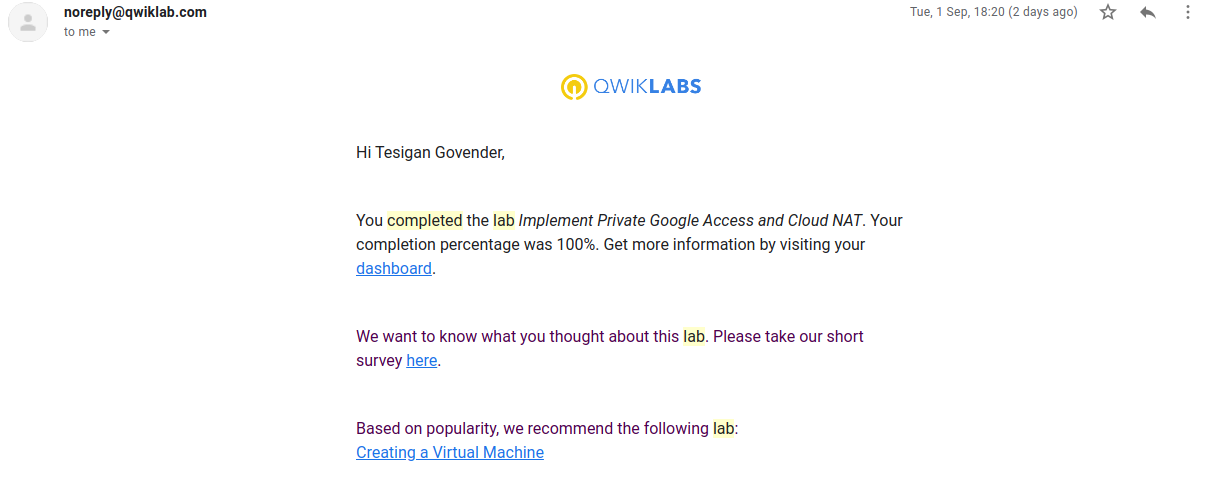 noreply@qwiklab.com
Tue, 1 Sep, 18:20 (2 days ago)
to me
QWIKLABS
Hi Tesigan Govender,
You completed the lab Implement Private Google Access and Cloud NAT. Your
completion percentage was 100%. Get more information by visiting your
dashboard.
We want to know what you thought about this lab. Please take our short
survey here.
Based on popularity, we recommend the following lab:
Creating a Virtual Machine